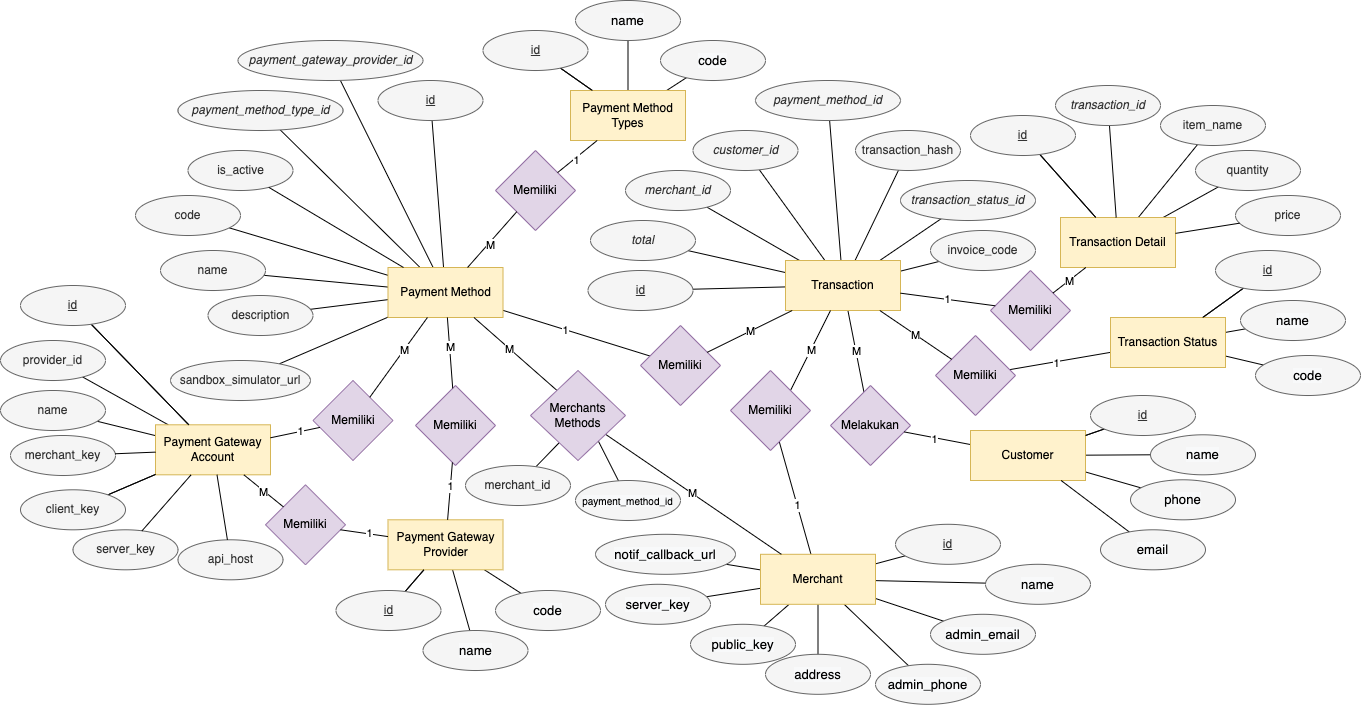 name
id
code
payment_gateway_provider_id
payment_method_type_id
id
is_active
code
name
description
sandbox_simulator_url
Payment Method
Types
1
Memiliki
M
Payment Method
payment_method_id
customer_id
transaction_hash
merchant_id
transaction_status_id
total
invoice_code
id
Transaction
transaction_id
id
item_name
quantity
price
Transaction Detail
M
Memiliki
1
id
name
code
Transaction Status
1
Memiliki
M
1
Memiliki
M
id
provider_id
name
merchant_key
client_key
server_key
api_host
Payment Gateway
Account
1
Memiliki
M
M
Memiliki
1
M
Memiliki
1
Payment Gateway
Provider
id
name
code
M
Merchants
Methods
merchant_id
payment_method_id
M
M
Memiliki
1
M
Melakukan
1
Customer
id
name
phone
email
Merchant
notif_callback_url
server_key
public_key
address
admin_phone
admin_email
name
id